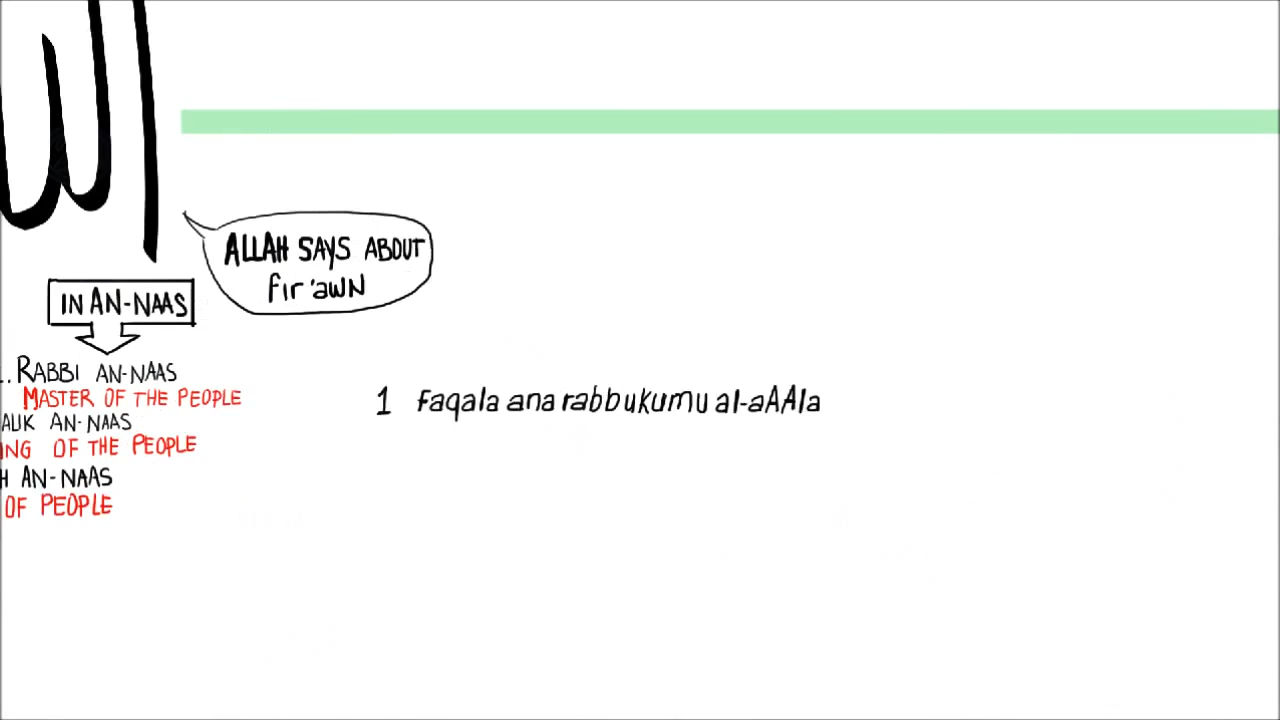 ALLAH SAYS ABOUT
fir'awn
IN AN-NAAS
RABBI AN-NAAS
MASTER OF THE PEOPLE
AN-NAAS
OF THE PEOPLE
AN-NAAS
OF PEOPLE
1 Faqala ana rabbukumu al-aAAla